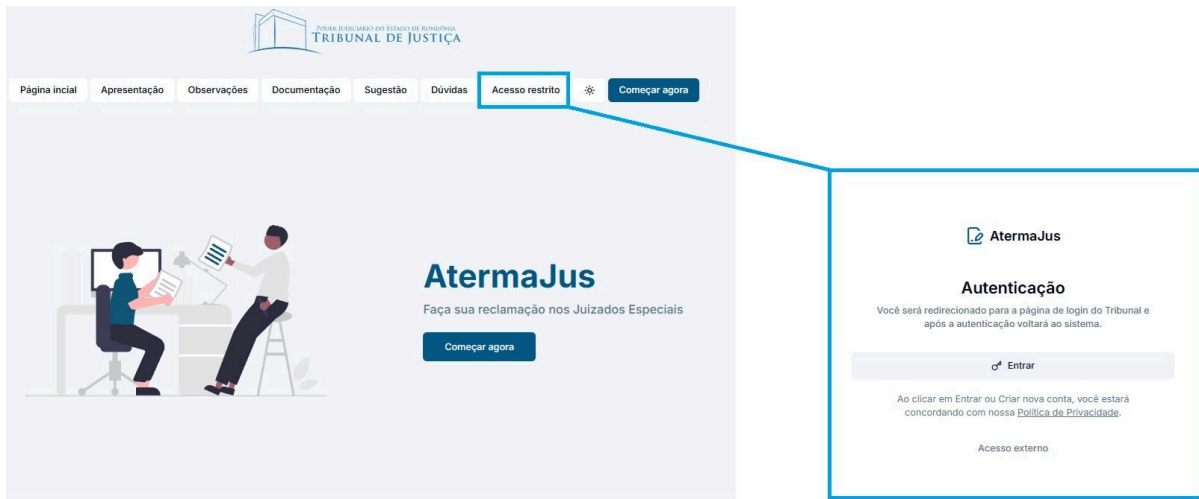 PODER JUDICIÁRIO DO ESTADO DE RONDÔNIA
TRIBUNAL DE JUSTIÇA
Página incial
Apresentação
Observações
Documentação
Sugestão
Dúvidas
Acesso restrito
Começar agora
AtermaJus
Faça sua reclamação nos Juizados Especiais
Começar agora
AtermaJus
Autenticação
Você será redirecionado para a página de login do Tribunal e
após a autenticação voltará ao sistema.
Entrar
Ao clicar em Entrar ou Criar nova conta, você estará
concordando com nossa Política de Privacidade.
Acesso externo